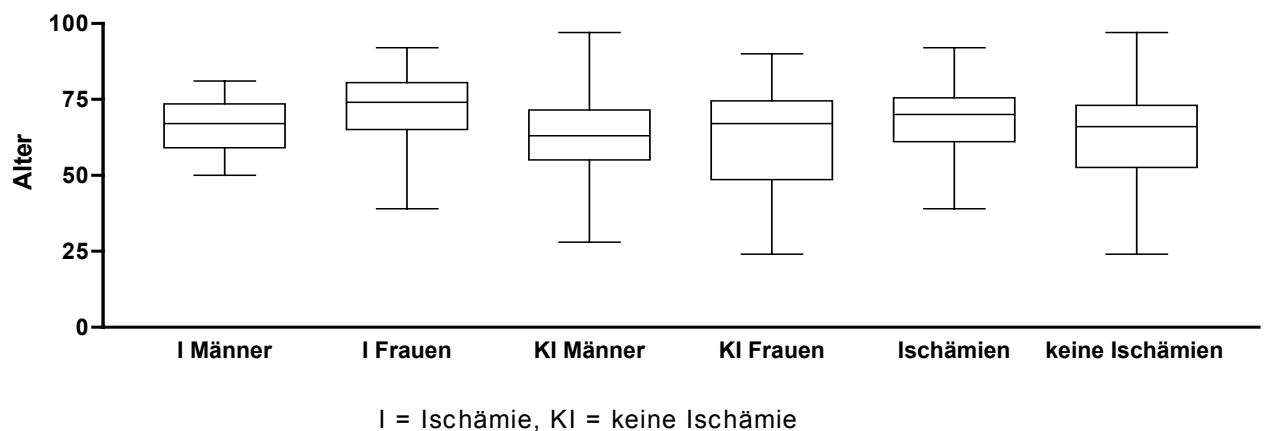 100
75
50
25
0
Alter
I Männer I Frauen KI Männer KI Frauen Ischämien keine Ischämien
I = Ischämie, KI = keine Ischämie